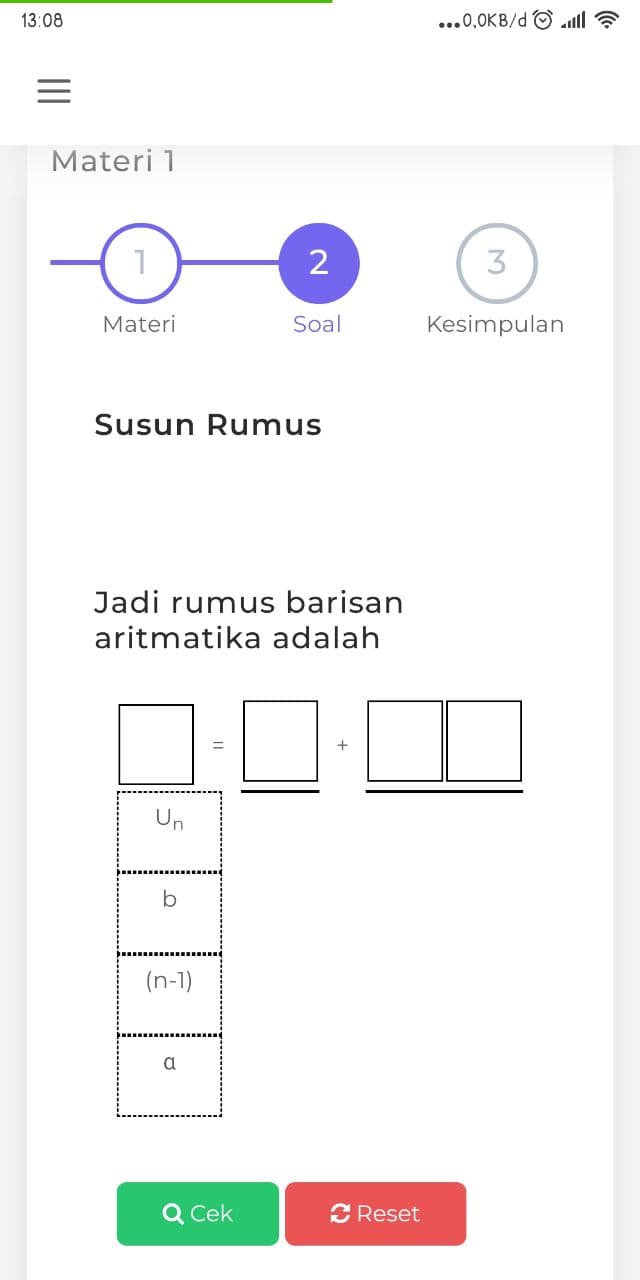 13:08 ...0,0KB/d
Materi 1
1 2 3
Materi Soal Kesimpulan
Susun Rumus
Jadi rumus barisan
aritmatika adalah
= +
Uₙ
b
(n-1)
a
Cek Reset